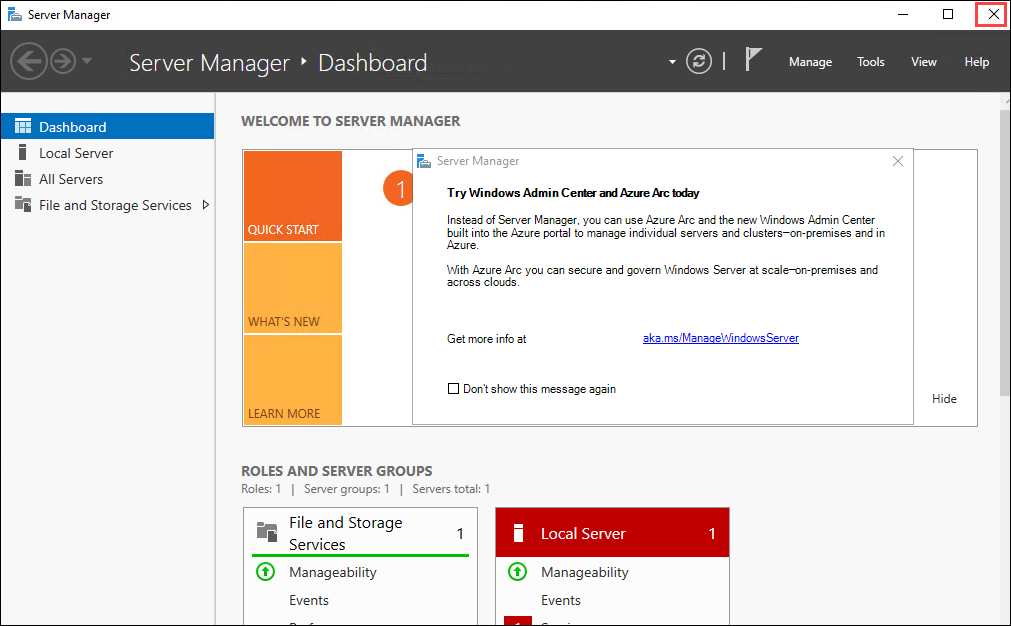 Server Manager
Server Manager ‣ Dashboard
Manage
Tools
View
Help
Dashboard
Local Server
All Servers
File and Storage Services
WELCOME TO SERVER MANAGER
QUICK START
WHAT'S NEW
LEARN MORE
1
Server Manager
Try Windows Admin Center and Azure Arc today
Instead of Server Manager, you can use Azure Arc and the new Windows Admin Center
built into the Azure portal to manage individual servers and clusters—on-premises and in
Azure.
With Azure Arc you can secure and govern Windows Server at scale—on-premises and
across clouds.
Get more info at aka.ms/ManageWindowsServer
Don't show this message again
Hide
ROLES AND SERVER GROUPS
Roles: 1 | Server groups: 1 | Servers total: 1
File and Storage
Services
1
Manageability
Events
Local Server 1
Manageability
Events